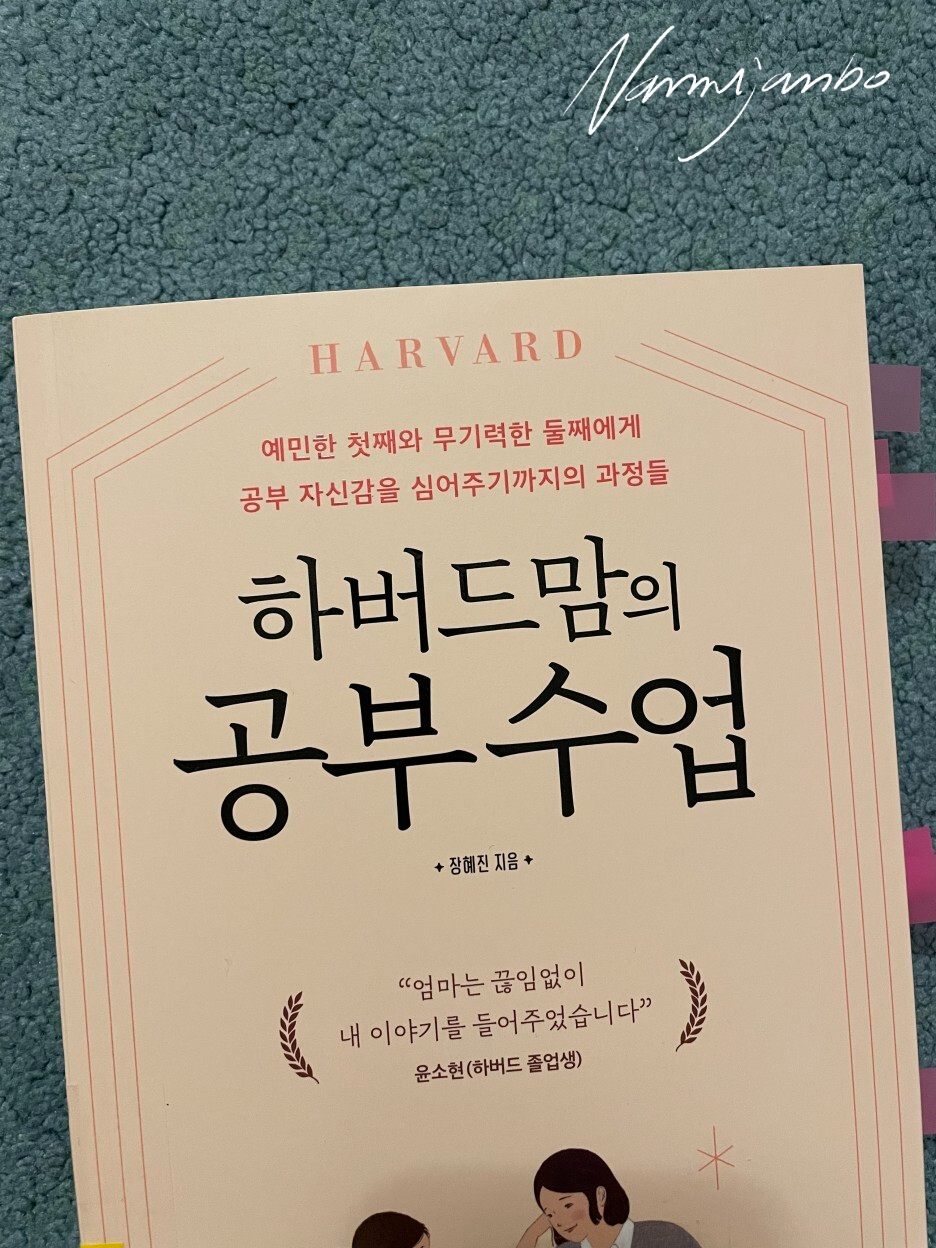 Nammijanbo
HARVARD
예민한 첫째와 무기력한 둘째에게
공부 자신감을 심어주기까지의 과정들
하버드맘의
공부 수업
장혜진 지음
“엄마는 끊임없이
내 이야기를 들어주었습니다”
윤소현(하버드 졸업생)